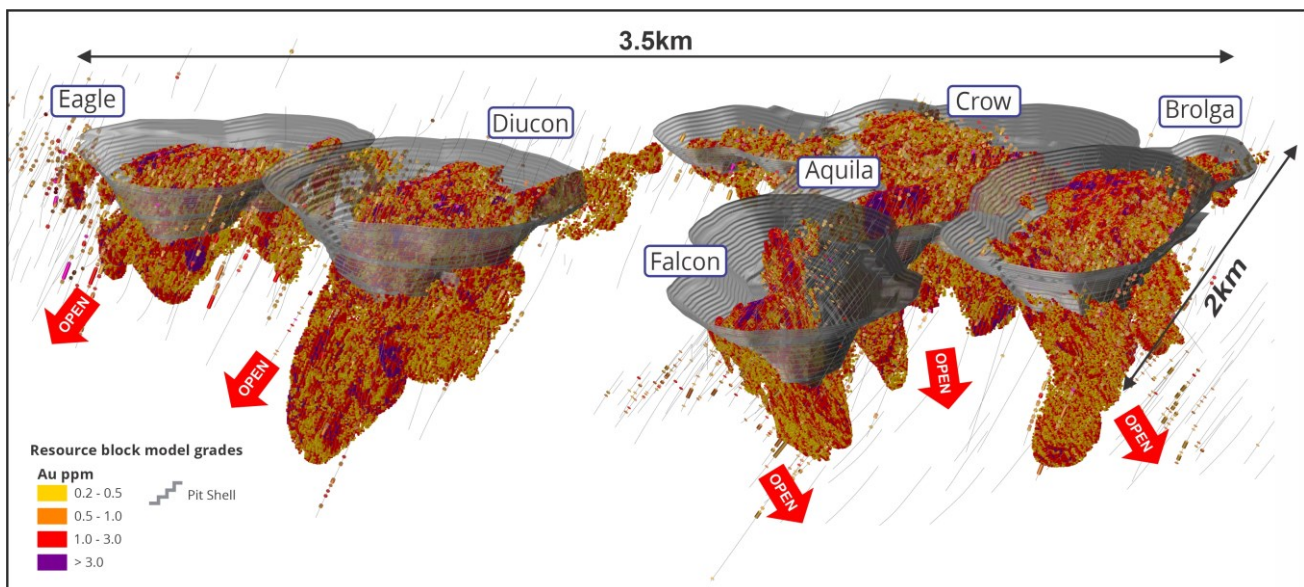 3.5km
Eagle
Diucon
Crow
Brolga
Aquila
Falcon
2km
OPEN
OPEN
OPEN
OPEN
OPEN
Resource block model grades
Au ppm
0.2 - 0.5
0.5 - 1.0
1.0 - 3.0
> 3.0
Pit Shell